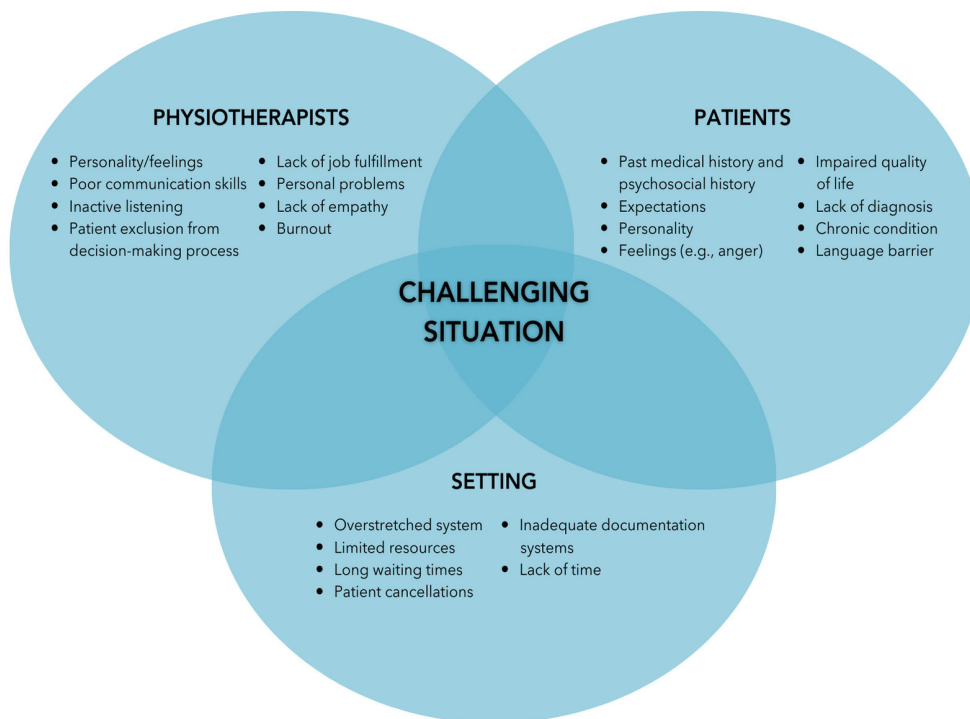 PHYSIOTHERAPISTS
• Personality/feelings
• Poor communication skills
• Inactive listening
• Patient exclusion from
decision-making process
• Lack of job fulfillment
• Personal problems
• Lack of empathy
• Burnout
PATIENTS
• Past medical history and
psychosocial history
• Expectations
• Personality
• Feelings (e.g., anger)
• Impaired quality
of life
• Lack of diagnosis
• Chronic condition
• Language barrier
CHALLENGING
SITUATION
SETTING
• Overstretched system
• Limited resources
• Long waiting times
• Patient cancellations
• Inadequate documentation
systems
• Lack of time